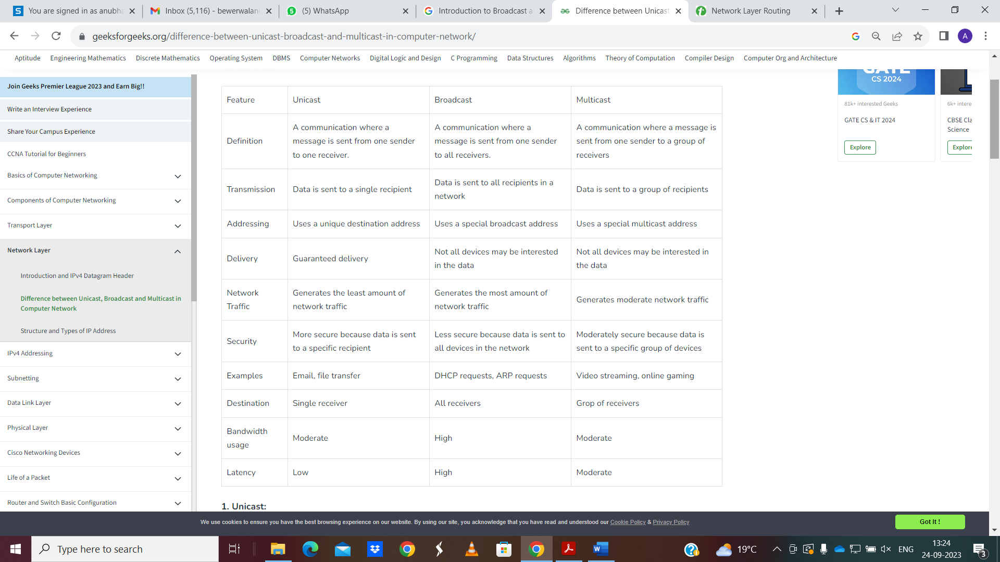 You are signed in as anubha
Inbox (5,116) - bewerwalan
(5) WhatsApp
Introduction to Broadcast a
Difference between Unicast
Network Layer Routing
geeksforgeeks.org/difference-between-unicast-broadcast-and-multicast-in-computer-network/
A
Aptitude Engineering Mathematics Discrete Mathematics Operating System DBMS Computer Networks Digital Logic and Design C Programming Data Structures Algorithms Theory of Computation Compiler Design Computer Org and Architecture
Join Geeks Premier League 2023 and Earn Big!!
Write an Interview Experience
Share Your Campus Experience
CCNA Tutorial for Beginners
Basics of Computer Networking
Components of Computer Networking
Transport Layer
Network Layer
Introduction and IPv4 Datagram Header
Difference between Unicast, Broadcast and Multicast in
Computer Network
Structure and Types of IP Address
IPv4 Addressing
Subnetting
Data Link Layer
Physical Layer
Cisco Networking Devices
Life of a Packet
Router and Switch Basic Configuration
Feature Unicast Broadcast Multicast
Definition
A communication where a
message is sent from one sender
to one receiver.
A communication where a
message is sent from one sender
to all receivers.
A communication where a message is
sent from one sender to a group of
receivers
Transmission
Data is sent to a single recipient
Data is sent to all recipients in a
network
Data is sent to a group of recipients
Addressing
Uses a unique destination address
Uses a special broadcast address
Uses a special multicast address
Delivery
Guaranteed delivery
Not all devices may be interested
in the data
Not all devices may be interested in
the data
Network
Traffic
Generates the least amount of
network traffic
Generates the most amount of
network traffic
Generates moderate network traffic
Security
More secure because data is sent
to a specific recipient
Less secure because data is sent to
all devices in the network
Moderately secure because data is
sent to a specific group of devices
Examples
Email, file transfer
DHCP requests, ARP requests
Video streaming, online gaming
Destination
Single receiver
All receivers
Grop of receivers
Bandwidth
usage
Moderate
High
Moderate
Latency
Low
High
Moderate
1. Unicast:
GATE
CS 2024
81k+ interested Geeks
GATE CS & IT 2024
Explore
6k+ intere
CBSE Cla
Science
Explore
We use cookies to ensure you have the best browsing experience on our website. By using our site, you acknowledge that you have read and understood our Cookie Policy & Privacy Policy
Got It !
Type here to search
19°C
ENG
13:24
24-09-2023
3